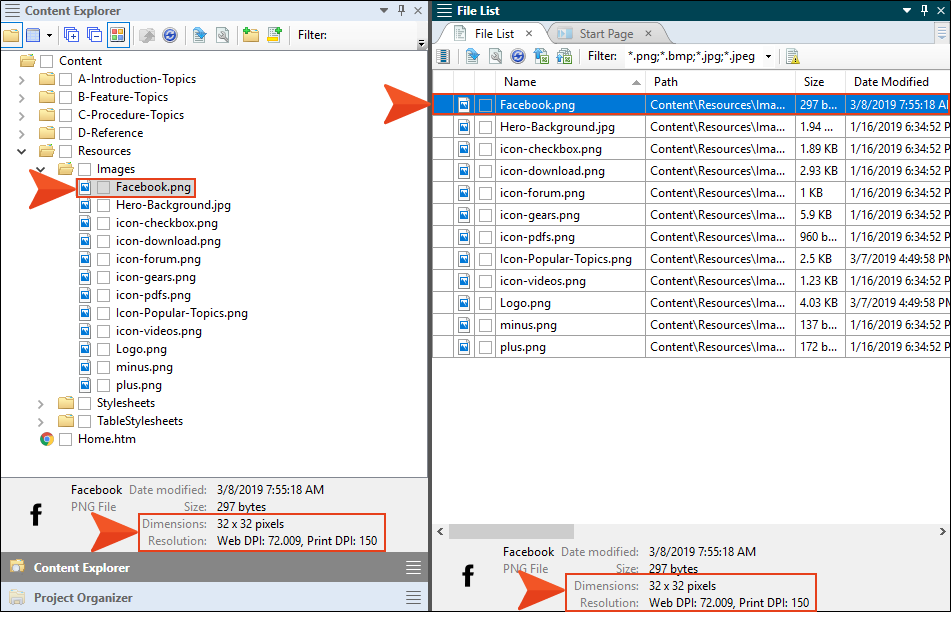 Content Explorer
Filter:
Content
A-Introduction-Topics
B-Feature-Topics
C-Procedure-Topics
D-Reference
Resources
Images
Facebook.png
Hero-Background.jpg
icon-checkbox.png
icon-download.png
icon-forum.png
icon-gears.png
icon-pdfs.png
Icon-Popular-Topics.png
icon-videos.png
Logo.png
minus.png
plus.png
Stylesheets
TableStylesheets
Home.htm
Facebook Date modified: 3/8/2019 7:55:18 AM
PNG File Size: 297 bytes
Dimensions: 32 x 32 pixels
Resolution: Web DPI: 72.009, Print DPI: 150
Content Explorer
Project Organizer
File List
File List Start Page
Filter: *.png;*.bmp;*.jpg;*.jpeg
Name Path Size Date Modified
Facebook.png Content\Resources\Ima... 297 b... 3/8/2019 7:55:18 AM
Hero-Background.jpg Content\Resources\Ima... 1.94 ... 1/16/2019 6:34:52 P
icon-checkbox.png Content\Resources\Ima... 1.89 KB 1/16/2019 6:34:52 P
icon-download.png Content\Resources\Ima... 2.93 KB 1/16/2019 6:34:52 P
icon-forum.png Content\Resources\Ima... 1 KB 1/16/2019 6:34:52 P
icon-gears.png Content\Resources\Ima... 5.9 KB 1/16/2019 6:34:52 P
icon-pdfs.png Content\Resources\Ima... 960 b... 1/16/2019 6:34:52 P
Icon-Popular-Topics.png Content\Resources\Ima... 2.5 KB 3/7/2019 4:49:58 PM
icon-videos.png Content\Resources\Ima... 1.23 KB 1/16/2019 6:34:52 P
Logo.png Content\Resources\Ima... 4.03 KB 3/7/2019 4:49:58 PM
minus.png Content\Resources\Ima... 137 b... 1/16/2019 6:34:52 P
plus.png Content\Resources\Ima... 172 b... 1/16/2019 6:34:52 P
Facebook Date modified: 3/8/2019 7:55:18 AM
PNG File Size: 297 bytes
Dimensions: 32 x 32 pixels
Resolution: Web DPI: 72.009, Print DPI: 150